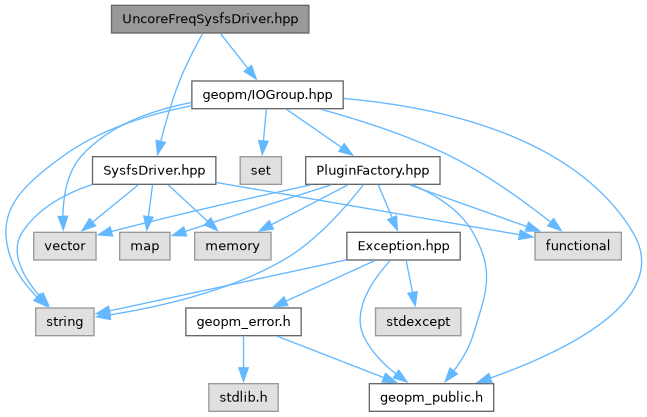 UncoreFreqSysfsDriver.hpp
geopm/IOGroup.hpp
SysfsDriver.hpp
set
PluginFactory.hpp
vector
map
memory
Exception.hpp
functional
string
geopm_error.h
stdexcept
stdlib.h
geopm_public.h